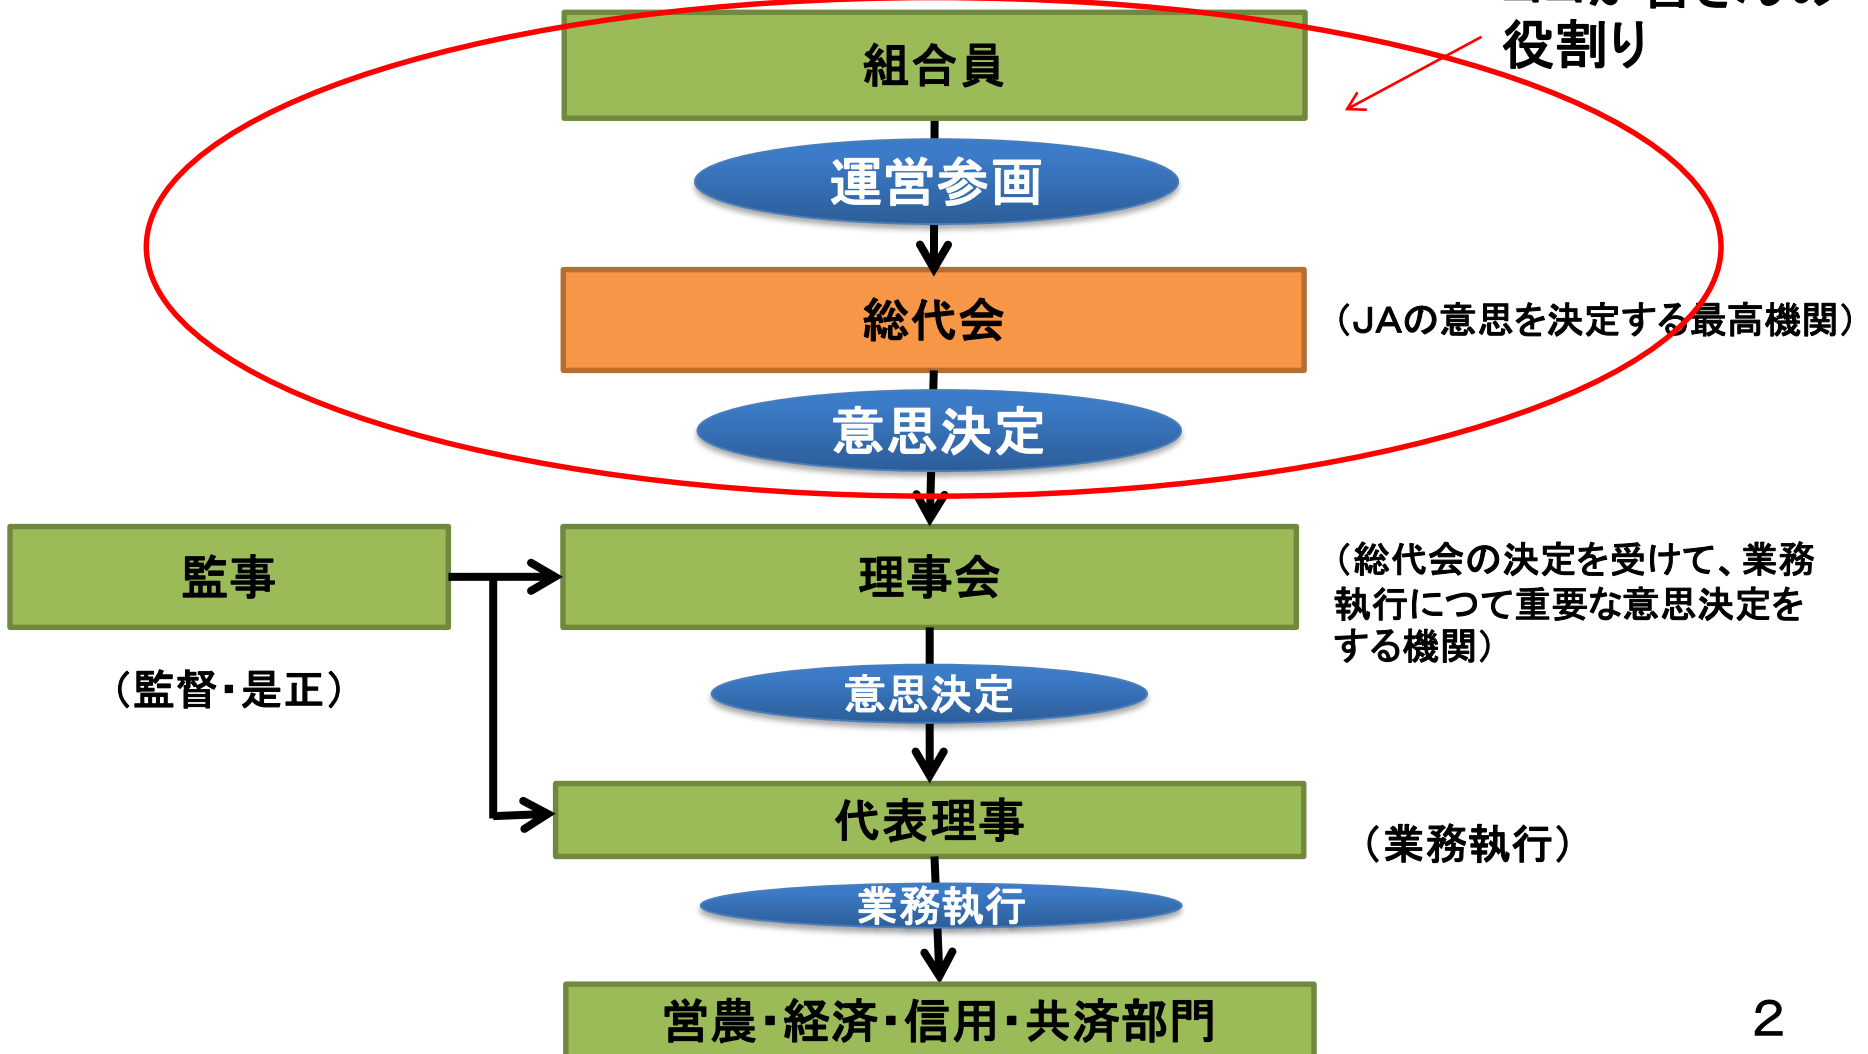 役割り
組合員
運営参画
総代会
（JAの意思を決定する最高機関）
意思決定
監事
理事会
（総代会の決定を受けて、業務
執行につて重要な意思決定を
する機関）
（監督・是正）
意思決定
代表理事
（業務執行）
業務執行
営農・経済・信用・共済部門
2